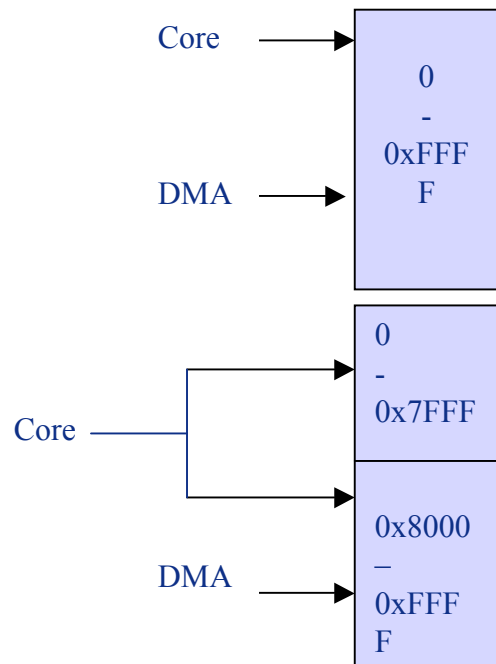 Core
DMA
0
-
0xFFF
F
Core
DMA
0
-
0x7FFF
0x8000
–
0xFFF
F